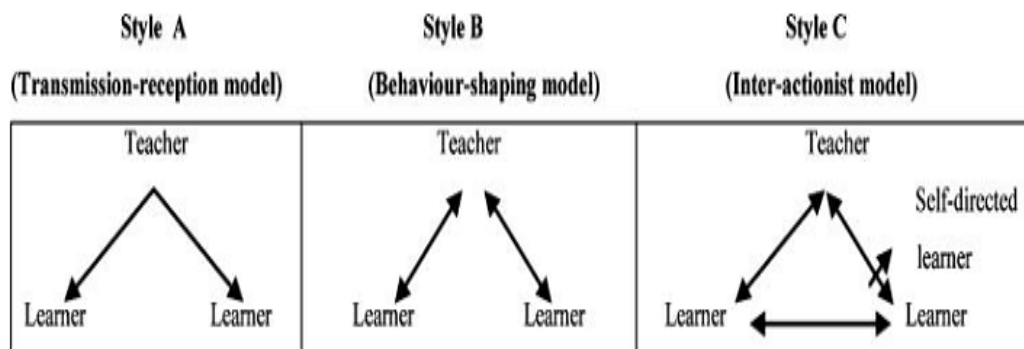 Style A
(Transmission-reception model)
Teacher
Learner
Learner
Style B
(Behaviour-shaping model)
Teacher
Learner
Learner
Style C
(Inter-actionist model)
Teacher
Self-directed
learner
Learner
Learner